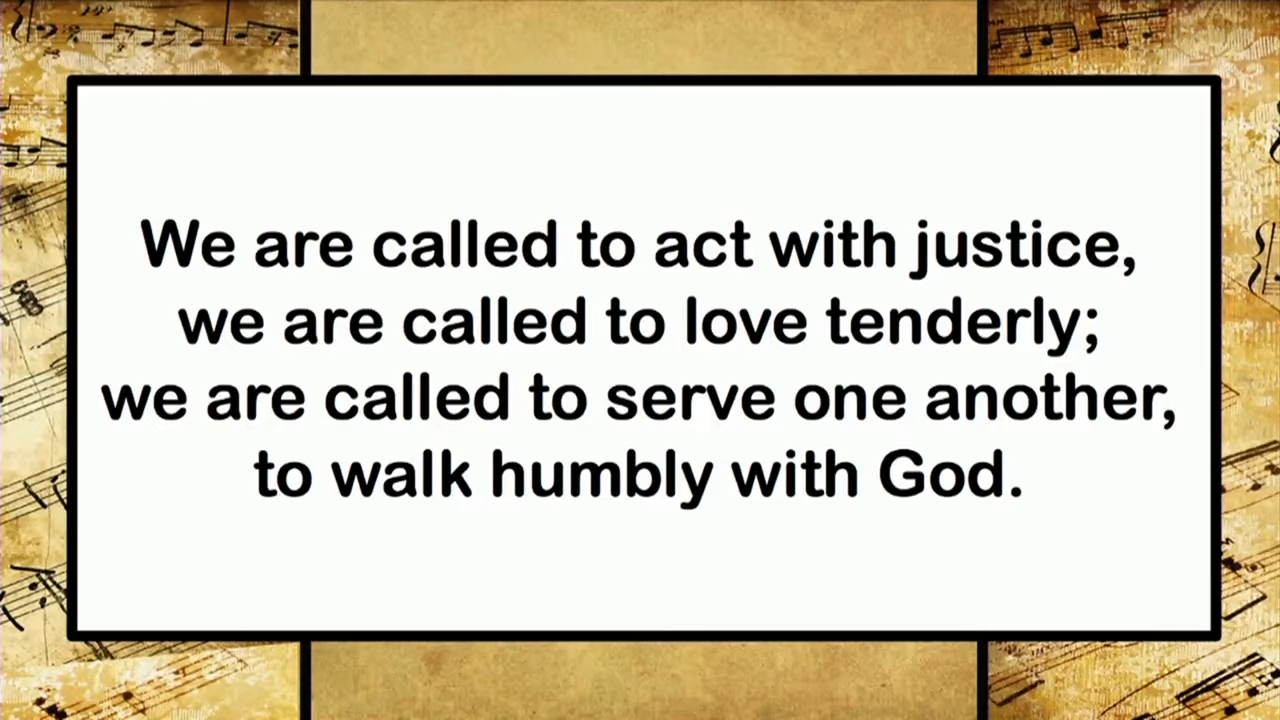 We are called to act with justice,
we are called to love tenderly;
we are called to serve one another,
to walk humbly with God.